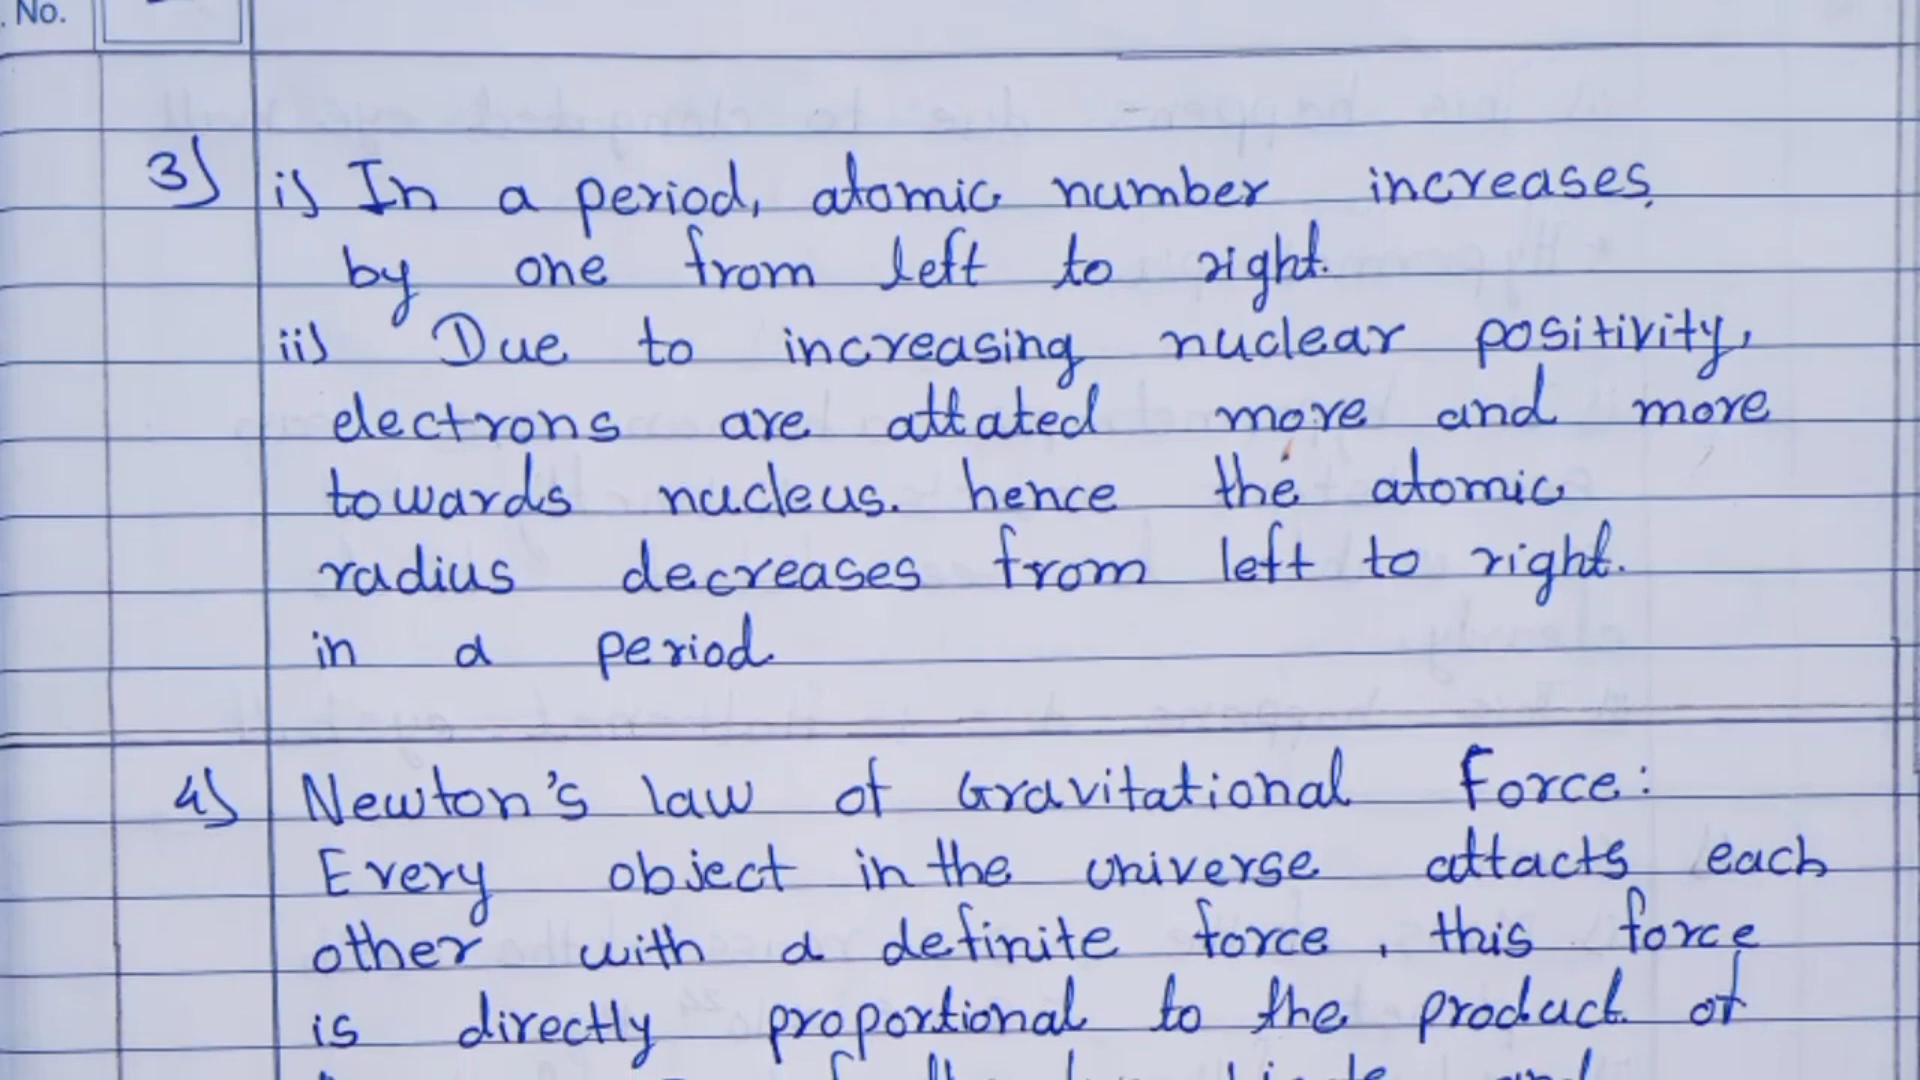 . No.
3) i) In a period, atomic number increases,
by one from left to right.
ii) Due to increasing nuclear positivity,
electrons are attated more and more
towards nucleus. hence the atomic
radius decreases from left to right.
in a period.
4) Newton's law of Gravitational Force:
Every object in the universe attacts each
other with a definite force, this force
is directly proportional to the product of